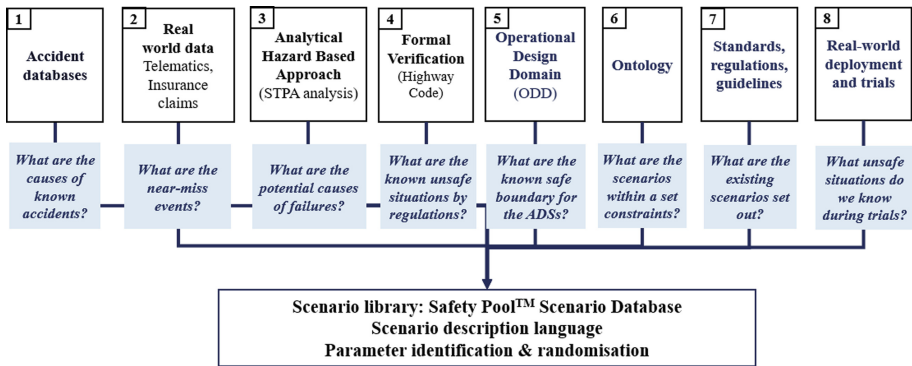 1
Accident
databases
2
Real
world data
Telematics,
Insurance
claims
3
Analytical
Hazard Based
Approach
(STPA analysis)
4
Formal
Verification
(Highway
Code)
5
Operational
Design
Domain
(ODD)
6
Ontology
7
Standards,
regulations,
guidelines
8
Real-world
deployment
and trials
What are the
causes of
known
accidents?
What are the
near-miss
events?
What are the
potential causes
of failures?
What are the
known unsafe
situations by
regulations?
What are the
known safe
boundary for
the ADSs?
What are the
scenarios
within a set
constraints?
What are the
existing
scenarios set
out?
What unsafe
situations do
we know
during trials?
Scenario library: Safety Pool™ Scenario Database
Scenario description language
Parameter identification & randomisation